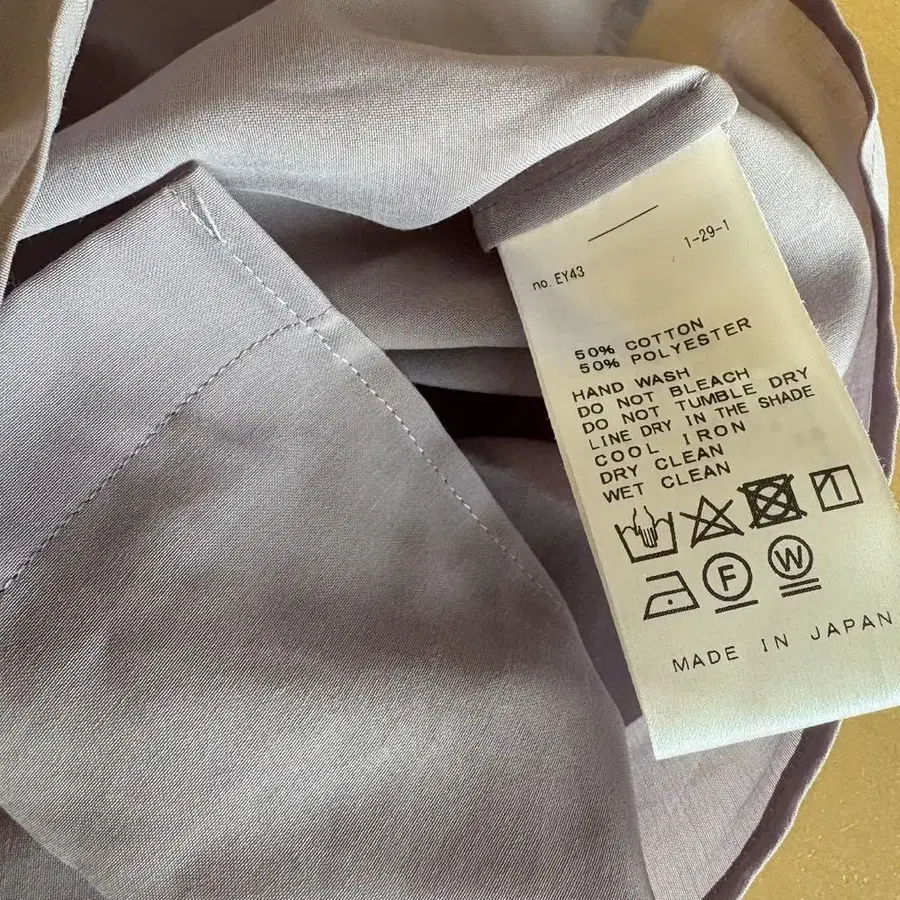 1-29-1
no. EY43
50% COTTON
50% POLYESTER
HAND WASH
DO NOT BLEACH
DO NOT TUMBLE DRY
LINE DRY IN THE SHADE
COOL IRON
DRY CLEAN
WET CLEAN
F
W
MADE IN JAPAN